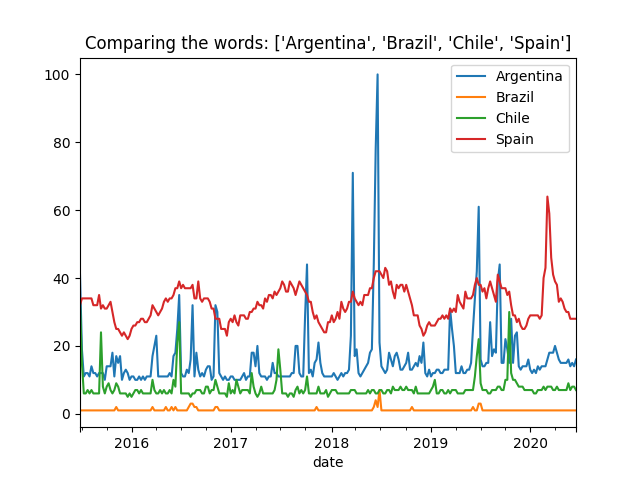 Comparing the words: ['Argentina', 'Brazil', 'Chile', 'Spain']
100
80
60
40
20
0
Argentina
Brazil
Chile
Spain
2016 2017 2018 2019 2020
date